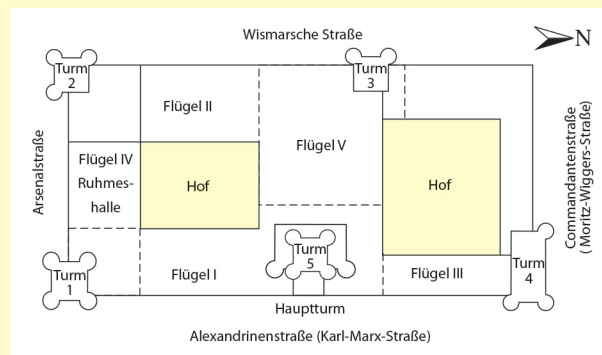 Wismarsche Straße
N
Turm
2
Turm
3
Flügel II
Flügel V
Flügel IV
Ruhmes-
halle
Hof
Hof
Arsenalstraße
Commandantenstraße
( Moritz-Wiggers-Straße)
Turm
1
Flügel I
Turm
5
Flügel III
Turm
4
Hauptturm
Alexandrinenstraße (Karl-Marx-Straße)